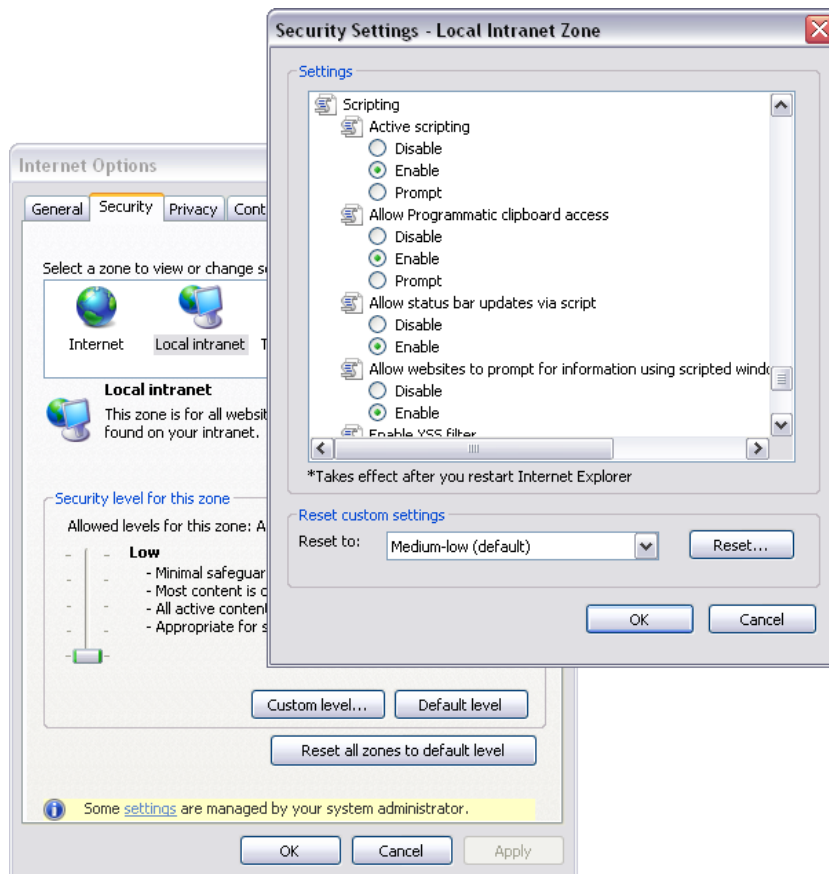 Security Settings - Local Intranet Zone
Settings
Scripting
Active scripting
Disable
Enable
Prompt
Allow Programmatic clipboard access
Disable
Enable
Prompt
Allow status bar updates via script
Disable
Enable
Allow websites to prompt for information using scripted windo
Disable
Enable
Enable XSS filter
*Takes effect after you restart Internet Explorer
Reset custom settings
Reset to:
Medium-low (default)
Reset...
OK
Cancel
Internet Options
General
Security
Privacy
Cont
Select a zone to view or change se
Internet
Local intranet
T
Local intranet
This zone is for all websit
found on your intranet.
Security level for this zone
Allowed levels for this zone: A
Low
- Minimal safeguar
- Most content is d
- All active content
- Appropriate for s
Custom level...
Default level
Reset all zones to default level
Some settings are managed by your system administrator.
OK
Cancel
Apply